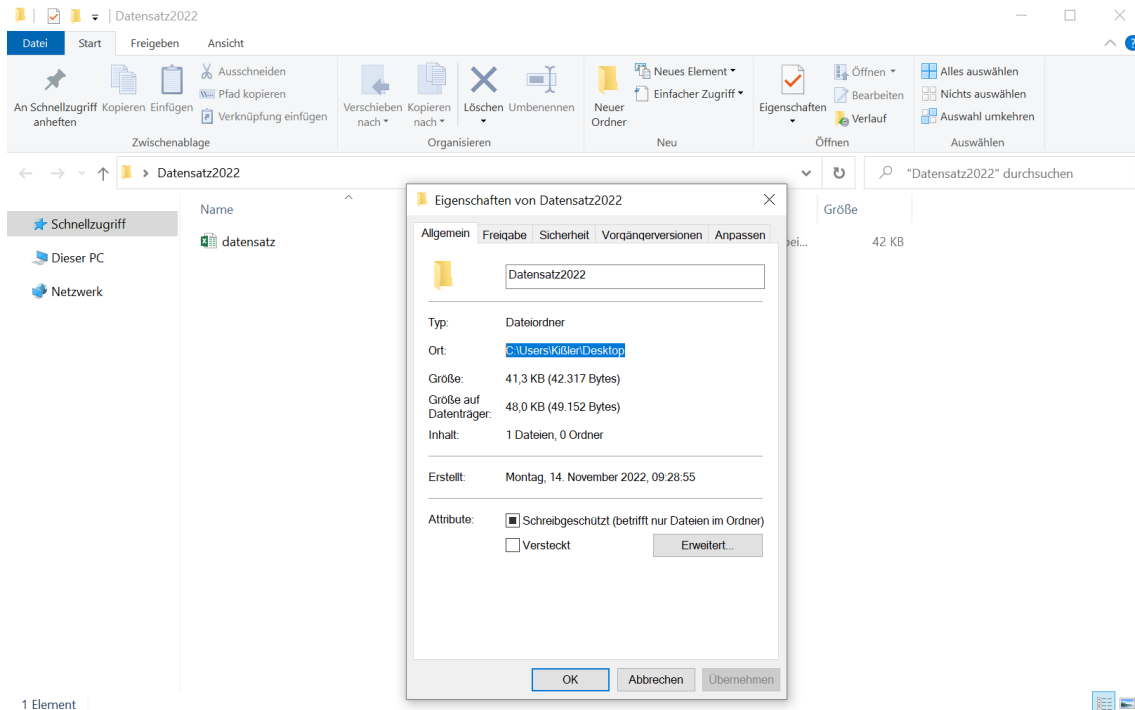 Datensatz2022
Datei Start Freigeben Ansicht
An Schnellzugriff anheften
Kopieren
Einfügen
Ausschneiden
Pfad kopieren
Verknüpfung einfügen
Zwischenablage
Verschieben nach
Kopieren nach
Löschen
Umbenennen
Organisieren
Neuer Ordner
Neues Element
Einfacher Zugriff
Neu
Eigenschaften
Öffnen
Bearbeiten
Verlauf
Öffnen
Alles auswählen
Nichts auswählen
Auswahl umkehren
Auswählen
Datensatz2022
"Datensatz2022" durchsuchen
Schnellzugriff
Dieser PC
Netzwerk
Name
Größe
datensatz
42 KB
Eigenschaften von Datensatz2022
Allgemein Freigabe Sicherheit Vorgängerversionen Anpassen
Datensatz2022
Typ: Dateiordner
Ort: C:\Users\Kißler\Desktop
Größe: 41,3 KB (42.317 Bytes)
Größe auf Datenträger: 48,0 KB (49.152 Bytes)
Inhalt: 1 Dateien, 0 Ordner
Erstellt: Montag, 14. November 2022, 09:28:55
Attribute: Schreibgeschützt (betrifft nur Dateien im Ordner)
Versteckt
Erweitert...
OK Abbrechen Übernehmen
1 Element